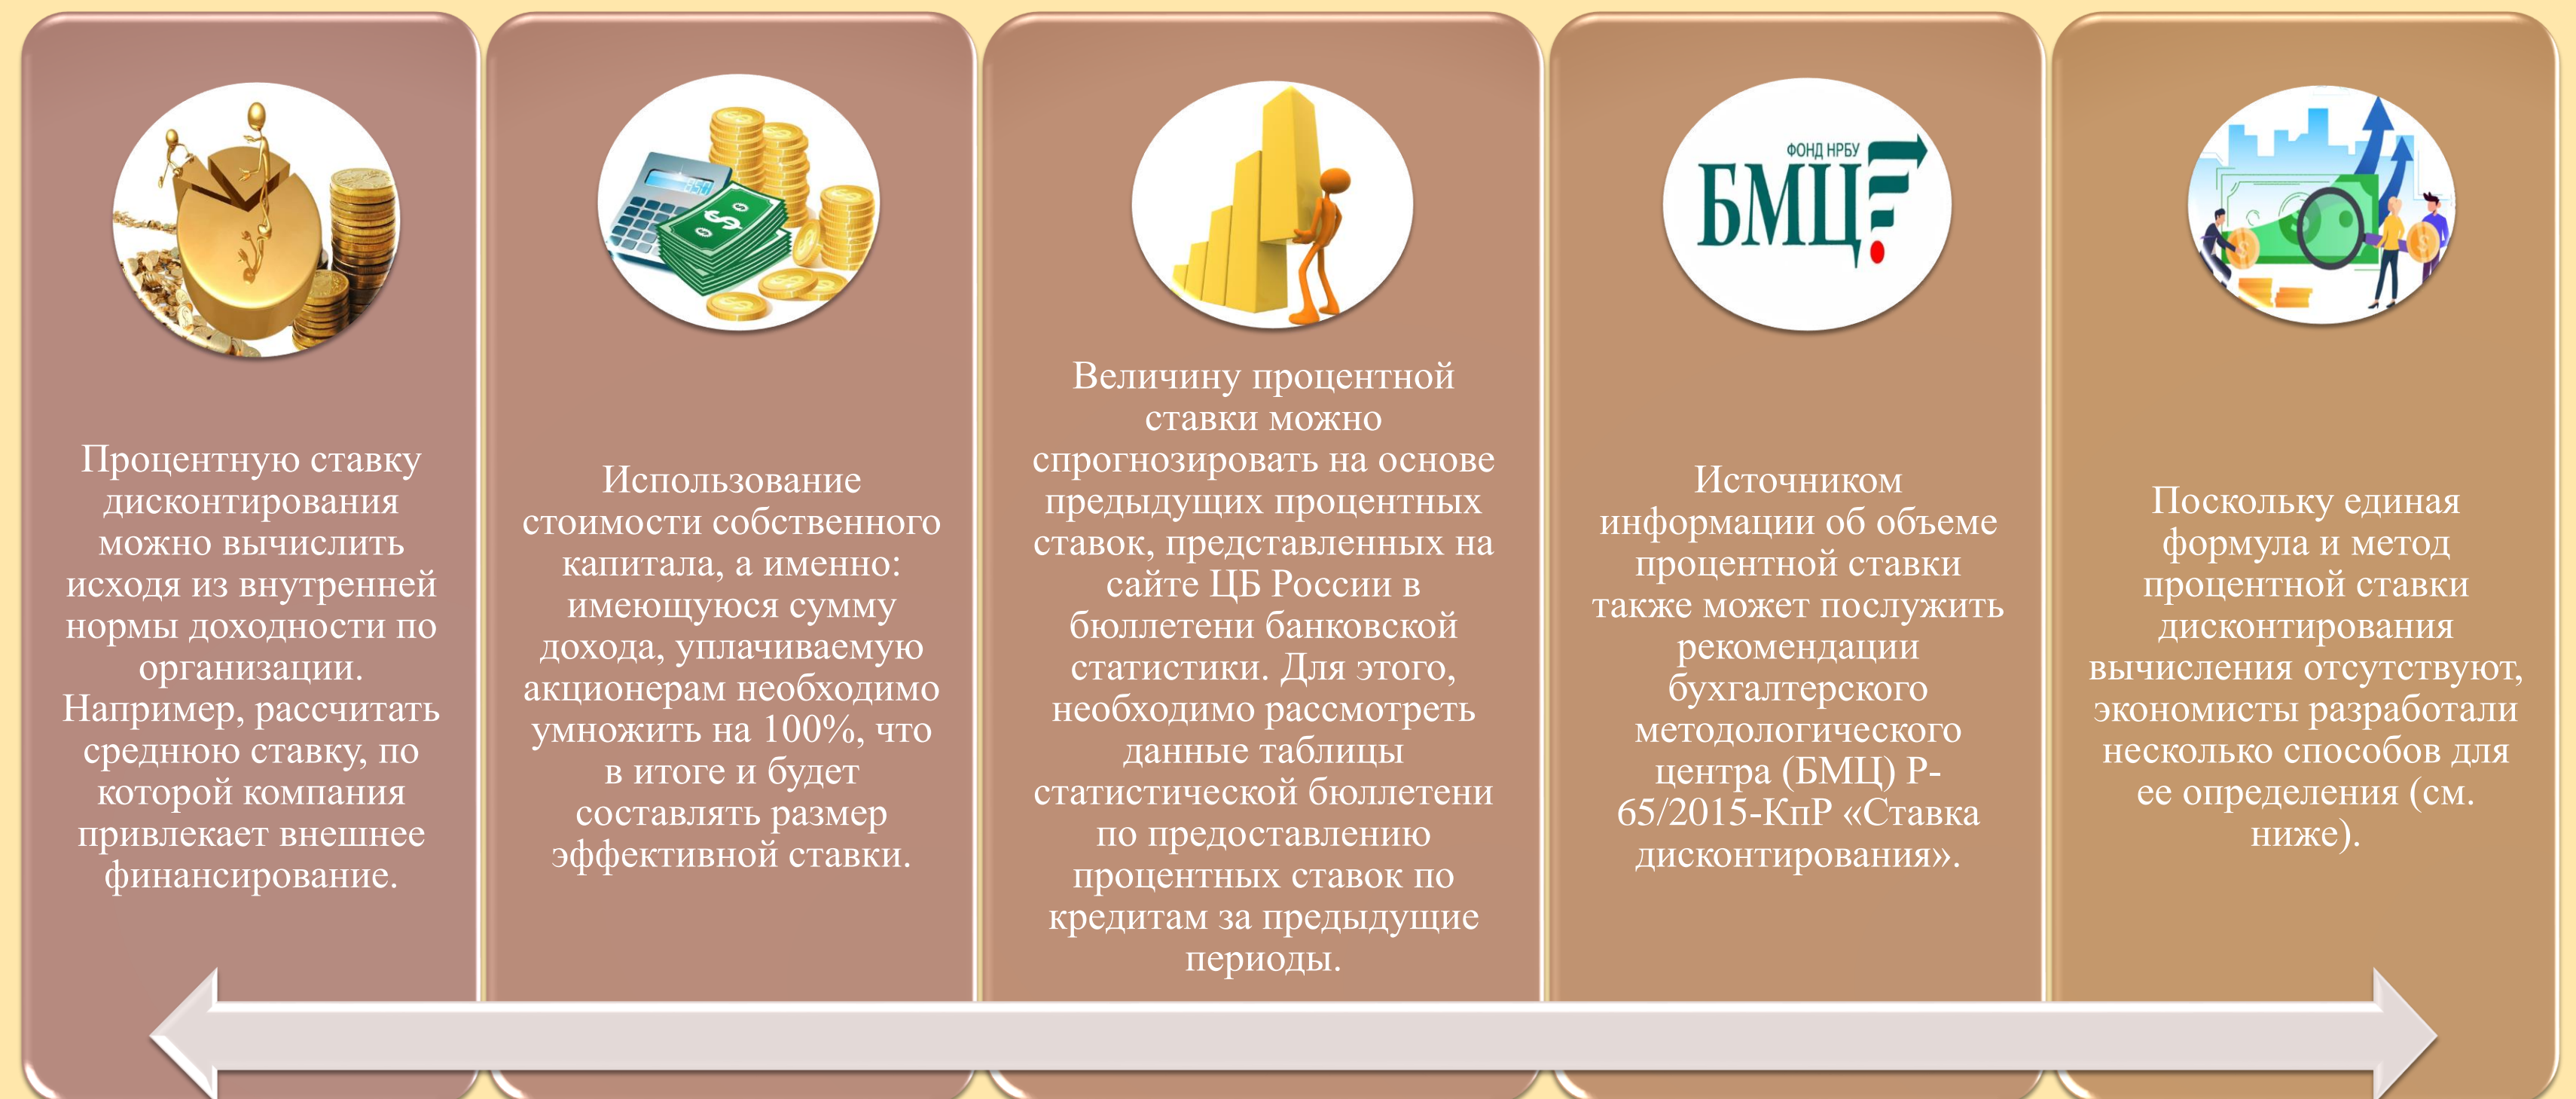 Процентную ставку
дисконтирования
можно вычислить
исходя из внутренней
нормы доходности по
организации.
Например, рассчитать
среднюю ставку, по
которой компания
привлекает внешнее
финансирование.
Использование
стоимости собственного
капитала, а именно:
имеющуюся сумму
дохода, уплачиваемую
акционерам необходимо
умножить на 100%, что
в итоге и будет
составлять размер
эффективной ставки.
Величину процентной
ставки можно
спрогнозировать на основе
предыдущих процентных
ставок, представленных на
сайте ЦБ России в
бюллетени банковской
статистики. Для этого,
необходимо рассмотреть
данные таблицы
статистической бюллетени
по предоставлению
процентных ставок по
кредитам за предыдущие
периоды.
ФОНД НРБУ
БМЦ
Источником
информации об объеме
процентной ставки
также может послужить
рекомендации
бухгалтерского
методологического
центра (БМЦ) Р-
65/2015-КпР «Ставка
дисконтирования».
Поскольку единая
формула и метод
процентной ставки
дисконтирования
вычисления отсутствуют,
экономисты разработали
несколько способов для
ее определения (см.
ниже).